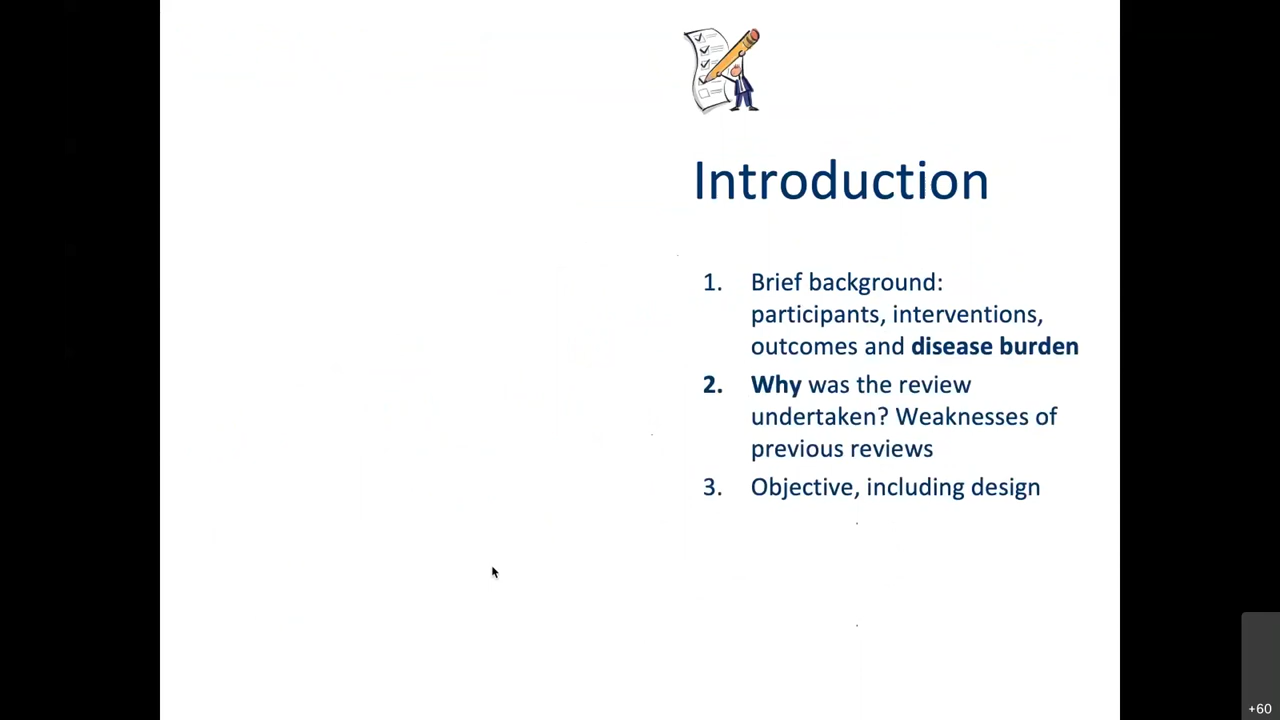 Introduction
1. Brief background:
participants, interventions,
outcomes and disease burden
2. Why was the review
undertaken? Weaknesses of
previous reviews
3. Objective, including design
+60